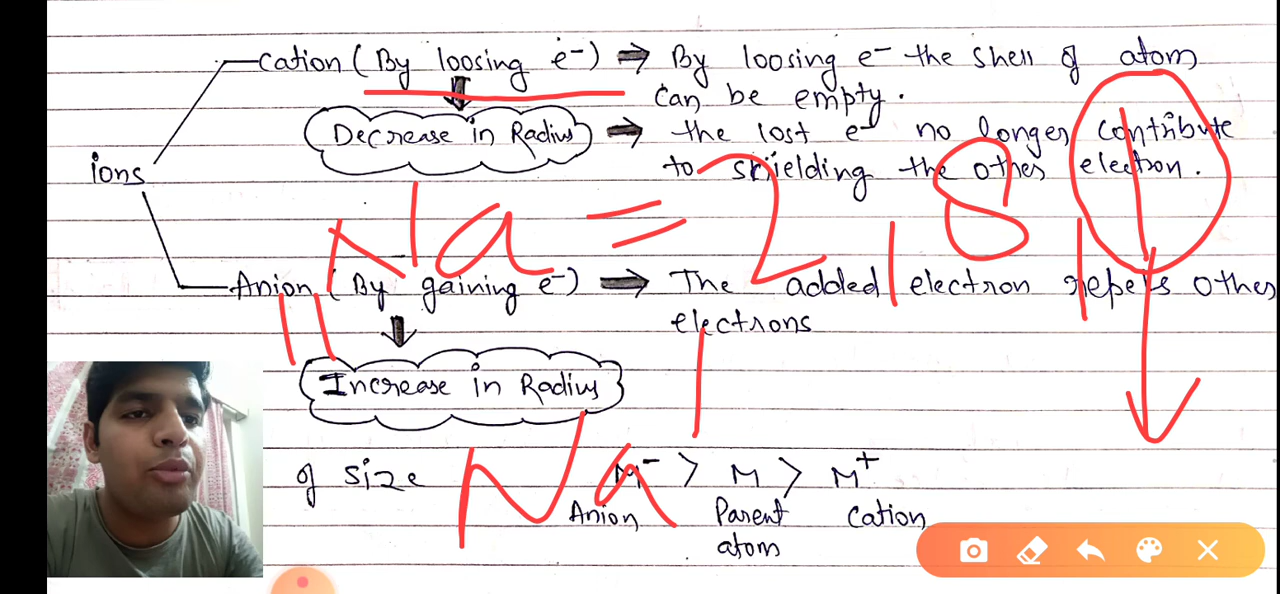 Cation (By loosing e-) ⇒ By loosing e- the shell of atom
can be empty.
Decrease in Radius ⇒ the lost e- no longer contribute
to shielding the other electron.
ions
Na = 2, 8, 1
11
Anion (By gaining e-) ⇒ The added electron repels other
electrons
Increase in Radius
Na
of size M- > M > M+
Anion Parent cation
atom